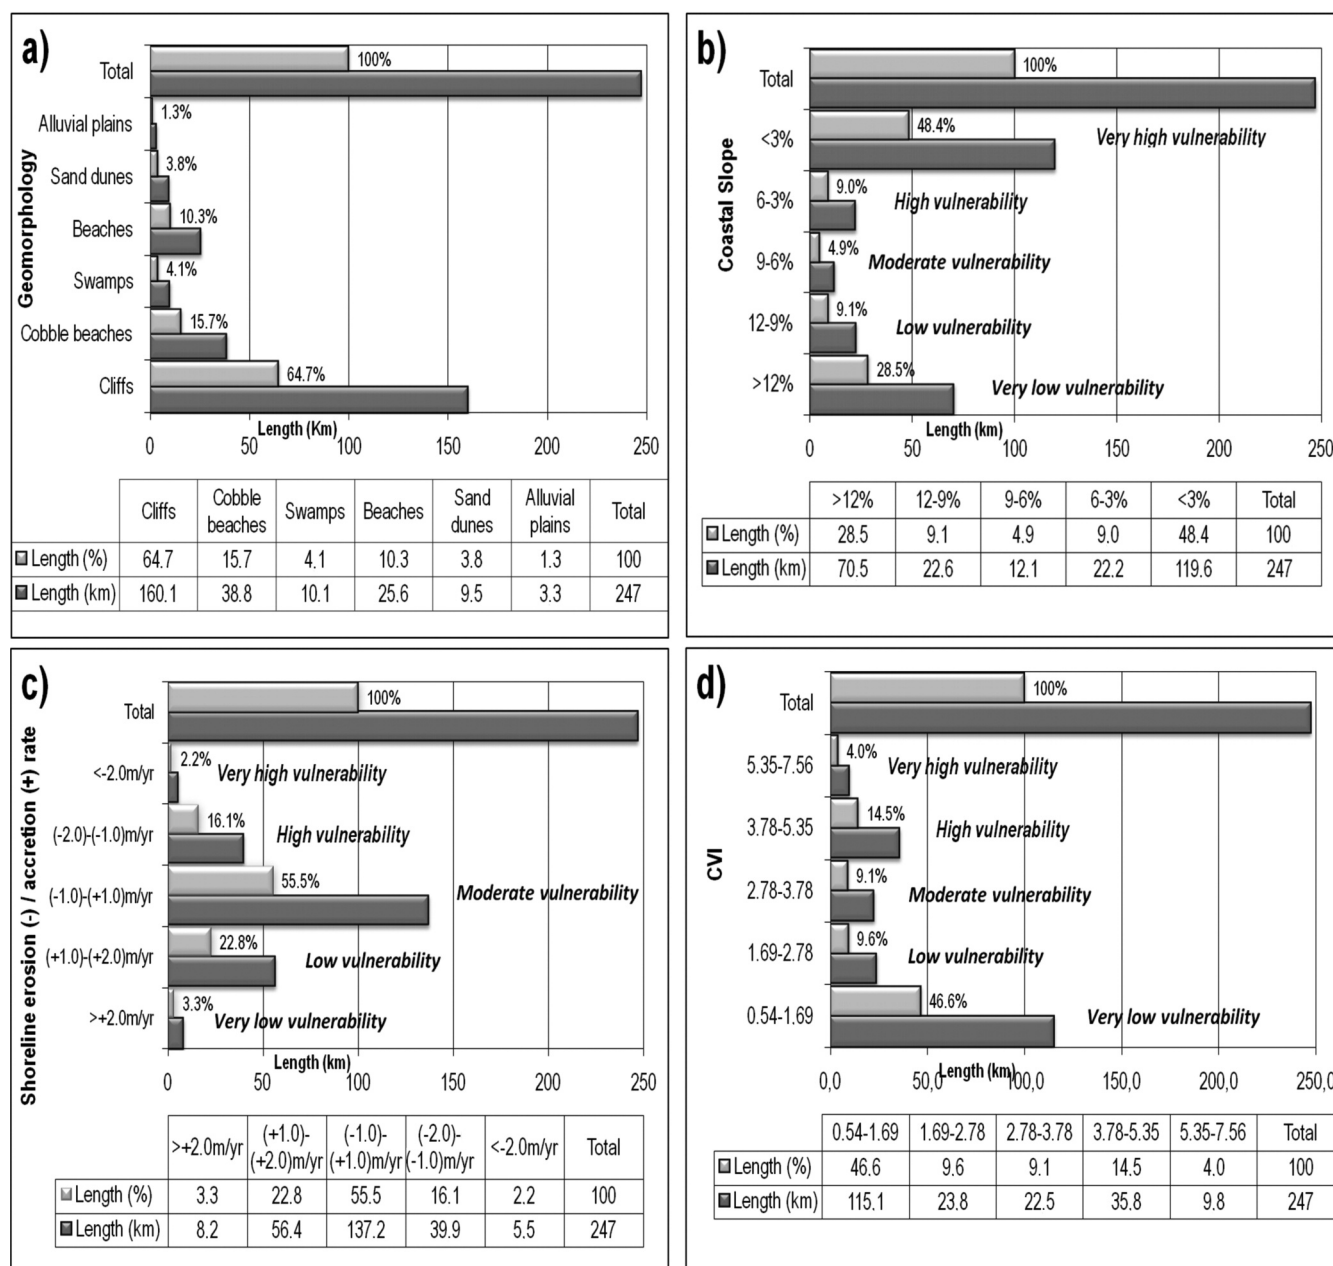 a)
Geomorphology
Total
100%
Alluvial plains
1.3%
Sand dunes
3.8%
Beaches
10.3%
Swamps
4.1%
Cobble beaches
15.7%
Cliffs
64.7%
Length (Km)
0 50 100 150 200 250
Cliffs Cobble beaches Swamps Beaches Sand dunes Alluvial plains Total
Length (%) 64.7 15.7 4.1 10.3 3.8 1.3 100
Length (km) 160.1 38.8 10.1 25.6 9.5 3.3 247
b)
Coastal Slope
Total
100%
<3%
48.4%
Very high vulnerability
6-3%
9.0%
High vulnerability
9-6%
4.9%
Moderate vulnerability
12-9%
9.1%
Low vulnerability
>12%
28.5%
Very low vulnerability
Length (km)
0 50 100 150 200 250
>12% 12-9% 9-6% 6-3% <3% Total
Length (%) 28.5 9.1 4.9 9.0 48.4 100
Length (km) 70.5 22.6 12.1 22.2 119.6 247
c)
Shoreline erosion (-) / accretion (+) rate
Total
100%
<-2.0m/yr
2.2%
Very high vulnerability
(-2.0)-(-1.0)m/yr
16.1%
High vulnerability
(-1.0)-(+1.0)m/yr
55.5%
Moderate vulnerability
(+1.0)-(+2.0)m/yr
22.8%
Low vulnerability
>+2.0m/yr
3.3%
Very low vulnerability
Length (km)
0 50 100 150 200 250
>+2.0m/yr (+1.0)-(+2.0)m/yr (-1.0)-(+1.0)m/yr (-2.0)-(-1.0)m/yr <-2.0m/yr Total
Length (%) 3.3 22.8 55.5 16.1 2.2 100
Length (km) 8.2 56.4 137.2 39.9 5.5 247
d)
CVI
Total
100%
5.35-7.56
4.0%
Very high vulnerability
3.78-5.35
14.5%
High vulnerability
2.78-3.78
9.1%
Moderate vulnerability
1.69-2.78
9.6%
Low vulnerability
0.54-1.69
46.6%
Very low vulnerability
Length (km)
0,0 50,0 100,0 150,0 200,0 250,0
0.54-1.69 1.69-2.78 2.78-3.78 3.78-5.35 5.35-7.56 Total
Length (%) 46.6 9.6 9.1 14.5 4.0 100
Length (km) 115.1 23.8 22.5 35.8 9.8 247